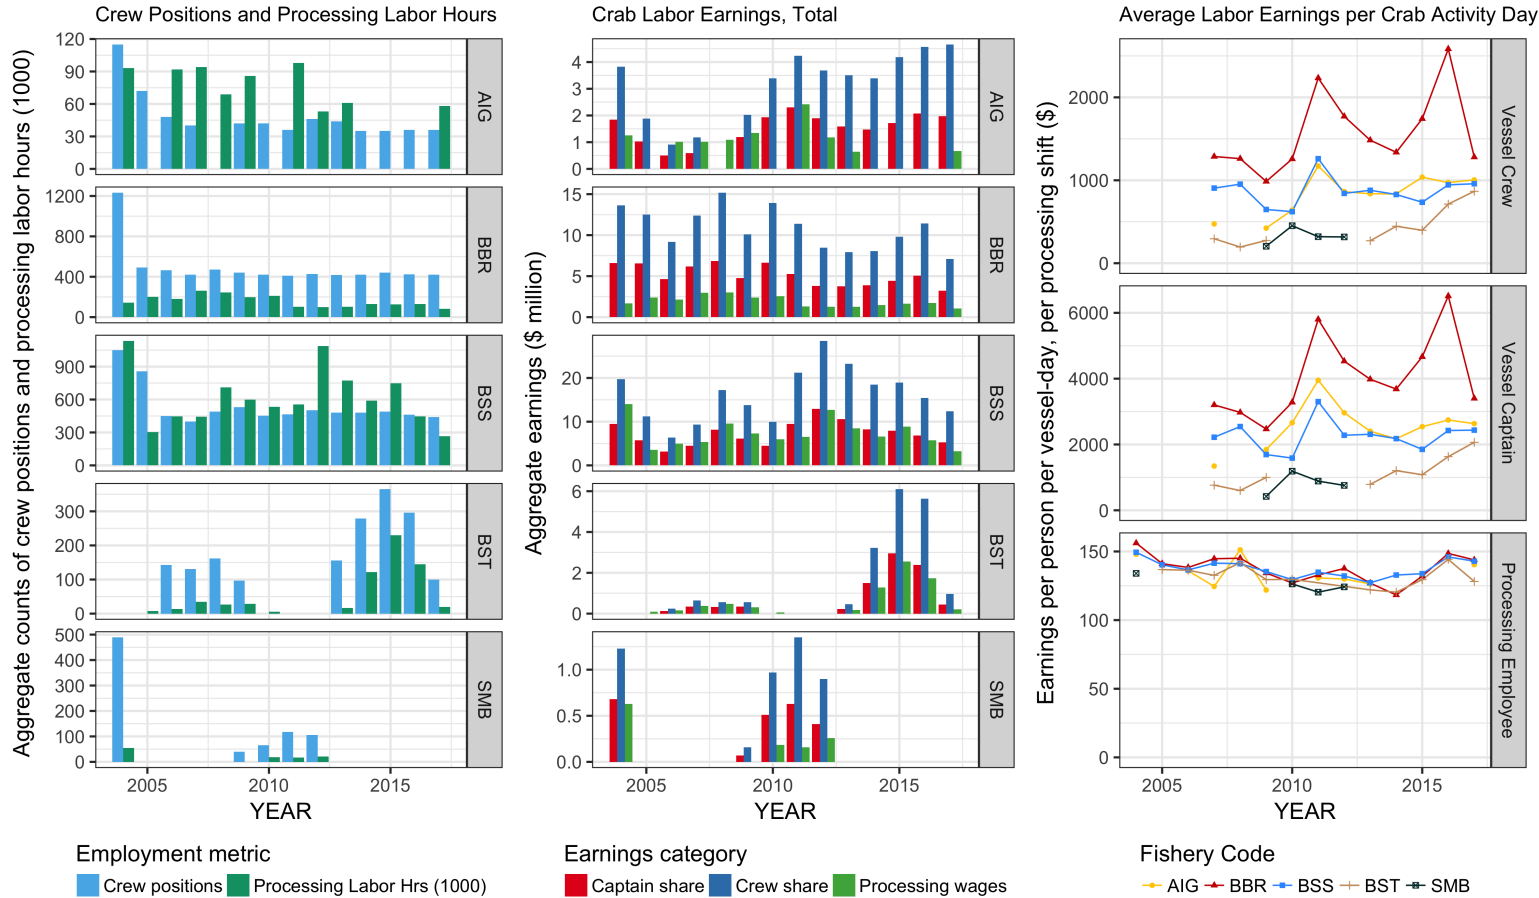 Crew Positions and Processing Labor Hours
Aggregate counts of crew positions and processing labor hours (1000)
120
90
60
30
0
AIG
1200
800
400
0
BBR
900
600
300
0
BSS
300
200
100
0
BST
500
400
300
200
100
0
SMB
2005
2010
2015
YEAR
Employment metric
Crew positions
Processing Labor Hrs (1000)
Crab Labor Earnings, Total
Aggregate earnings ($ million)
4
3
2
1
0
AIG
15
10
5
0
BBR
20
10
0
BSS
6
4
2
0
BST
1.0
0.5
0.0
SMB
2005
2010
2015
YEAR
Earnings category
Captain share
Crew share
Processing wages
Average Labor Earnings per Crab Activity Day
Earnings per person per vessel-day, per processing shift ($)
2000
1000
0
Vessel Crew
6000
4000
2000
0
Vessel Captain
150
100
50
0
Processing Employee
2005
2010
2015
YEAR
Fishery Code
AIG
BBR
BSS
BST
SMB